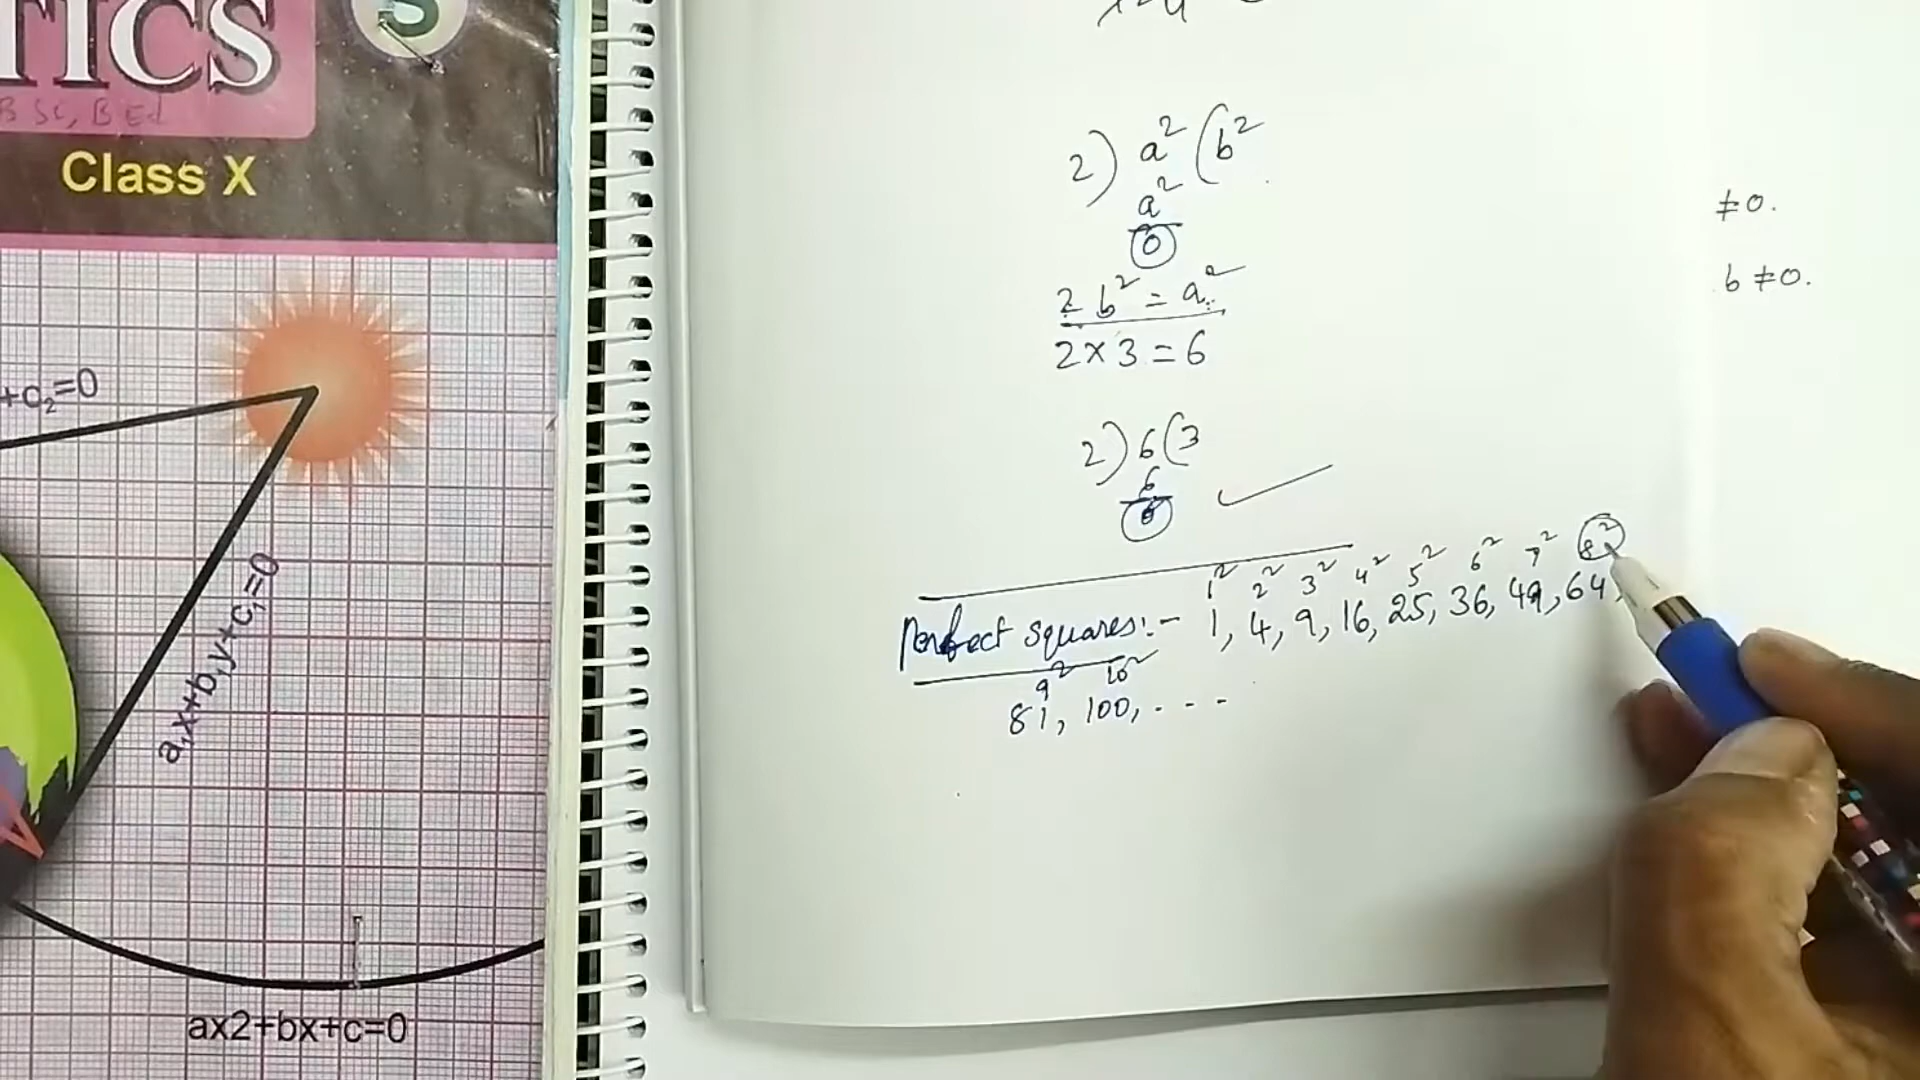 TICS
S
B Sc, B Ed
Class X
+c₂=0
a₁x+b₁y+c₁=0
ax2+bx+c=0
2) a² (b²
a²
0
2 b² = a²
2 × 3 = 6
2) 6 (3
6
0
≠ 0.
b ≠ 0.
1² 2² 3² 4² 5² 6² 7² 8²
Perfect squares:- 1, 4, 9, 16, 25, 36, 49, 64,
9² 10²
81, 100, . - - -